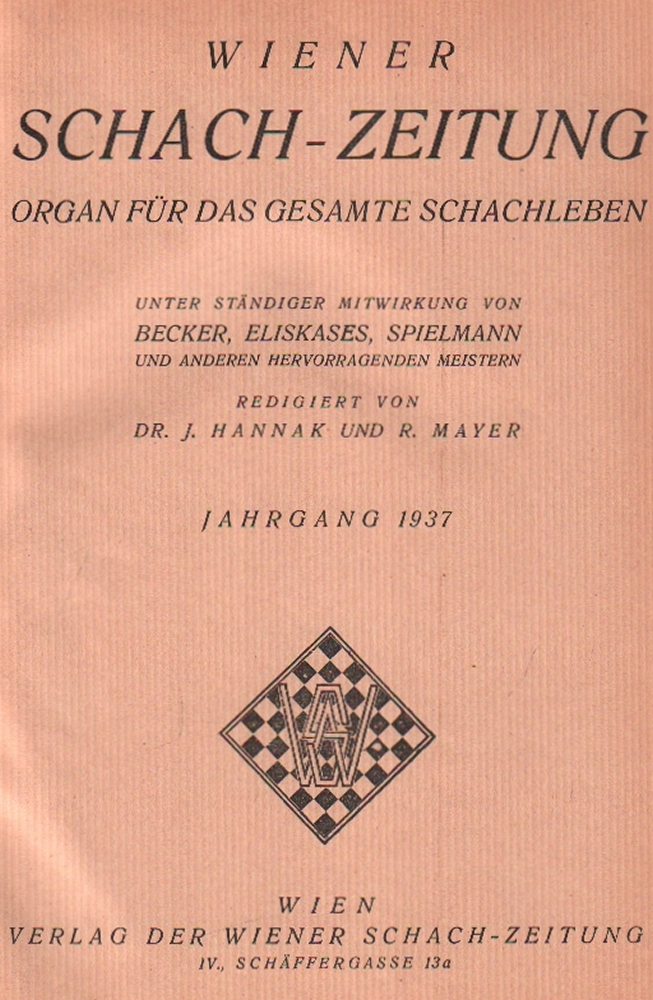 WIENER
SCHACH-ZEITUNG
ORGAN FÜR DAS GESAMTE SCHACHLEBEN
UNTER STÄNDIGER MITWIRKUNG VON
BECKER, ELISKASES, SPIELMANN
UND ANDEREN HERVORRAGENDEN MEISTERN
REDIGIERT VON
DR. J. HANNAK UND R. MAYER
JAHRGANG 1937
WIEN
VERLAG DER WIENER SCHACH-ZEITUNG
IV., SCHÄFFERGASSE 13a